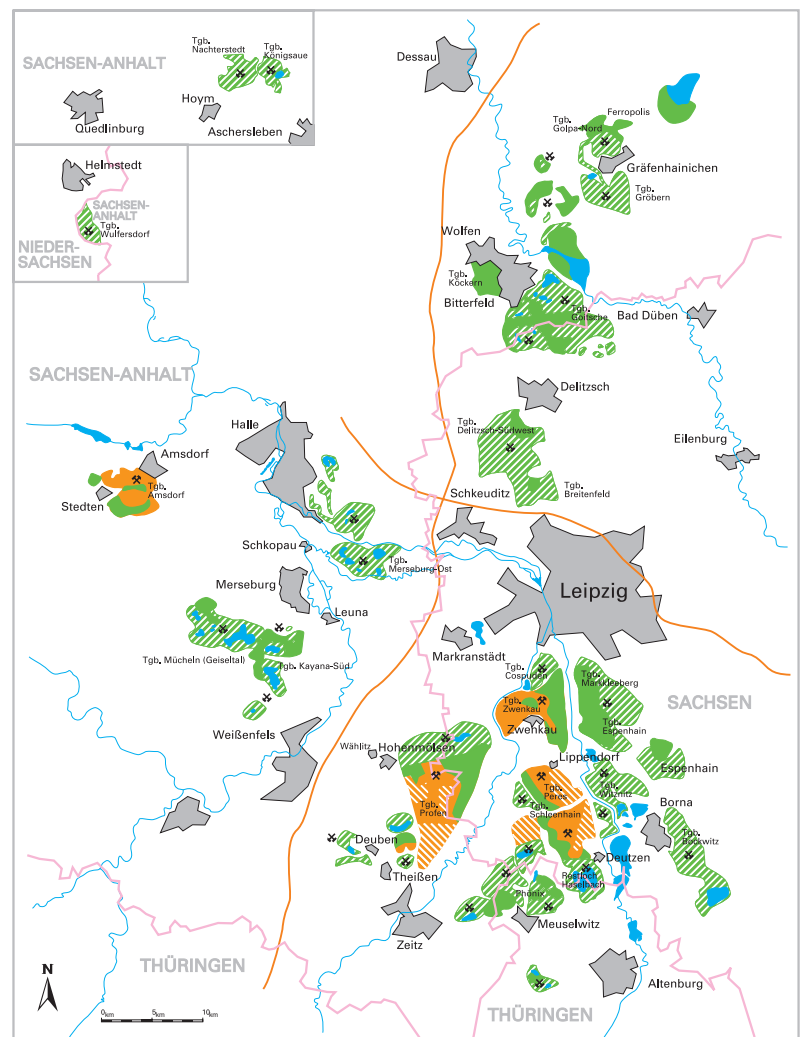 SACHSEN-ANHALT
Tgb.
Nachterstedt
Tgb.
Königsaue
Hoym
Quedlinburg
Aschersleben
Helmstedt
SACHSEN-
ANHALT
Tgb.
Wulfersdorf
NIEDER-
SACHSEN
Dessau
Ferropolis
Tgb.
Golpa-Nord
Gräfenhainichen
Tgb.
Gröbern
Wolfen
Tgb.
Köckern
Bitterfeld
Tgb.
Goitsche
Bad Düben
SACHSEN-ANHALT
Delitzsch
Halle
Tgb.
Delitzsch-Südwest
Eilenburg
Amsdorf
Tgb.
Amsdorf
Stedten
Schkeuditz
Tgb.
Breitenfeld
Schkopau
Tgb.
Merseburg-Ost
Merseburg
Leuna
Leipzig
Markranstädt
Tgb. Mücheln (Geiseltal)
Tgb. Kayana-Süd
Tgb.
Cospuden
Tgb.
Markkleeberg
SACHSEN
Tgb.
Zwenkau
Zwenkau
Tgb.
Espenhain
Weißenfels
Wählitz
Hohenmölsen
Lippendorf
Espenhain
Tgb.
Peres
Tgb.
Witznitz
Borna
Tgb.
Profen
Tgb.
Schleenhain
Tgb.
Bockwitz
Deuben
Deutzen
Theißen
Restloch
Haselbach
Phönix
Meuselwitz
Zeitz
THÜRINGEN
N
0km
5km
10km
THÜRINGEN
Altenburg